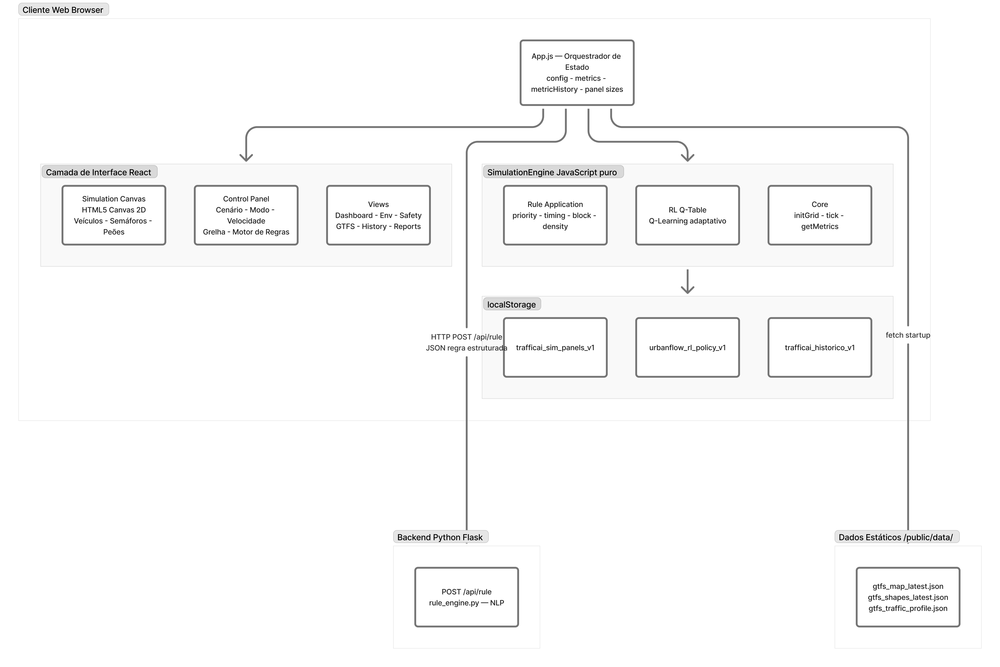 Cliente Web Browser
App.js — Orquestrador de
Estado
config - metrics -
metricHistory - panel sizes
Camada de Interface React
Simulation Canvas
HTML5 Canvas 2D
Veículos - Semáforos -
Peões
Control Panel
Cenário - Modo -
Velocidade
Grelha - Motor de Regras
Views
Dashboard - Env - Safety
GTFS - History - Reports
SimulationEngine JavaScript puro
Rule Application
priority - timing - block -
density
RL Q-Table
Q-Learning adaptativo
Core
initGrid - tick -
getMetrics
localStorage
trafficai_sim_panels_v1
urbanflow_rl_policy_v1
trafficai_historico_v1
HTTP POST /api/rule
JSON regra estruturada
fetch startup
Backend Python Flask
POST /api/rule
rule_engine.py — NLP
Dados Estáticos /public/data/
gtfs_map_latest.json
gtfs_shapes_latest.json
gtfs_traffic_profile.json